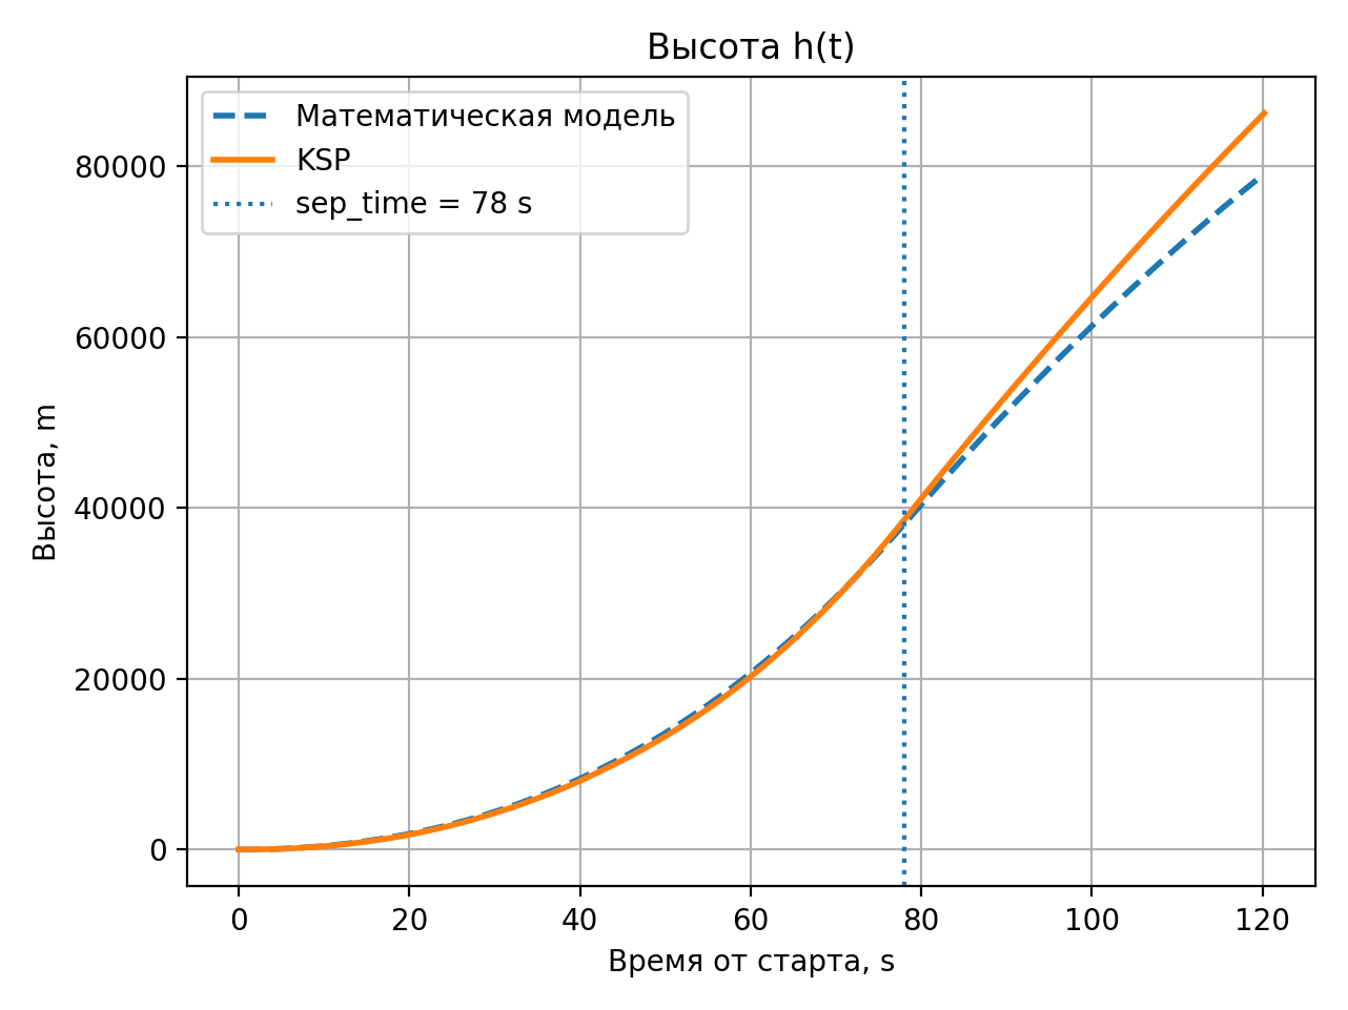 Высота h(t)
Математическая модель
KSP
sep_time = 78 s
80000
60000
40000
20000
0
Высота, m
0 20 40 60 80 100 120
Время от старта, s